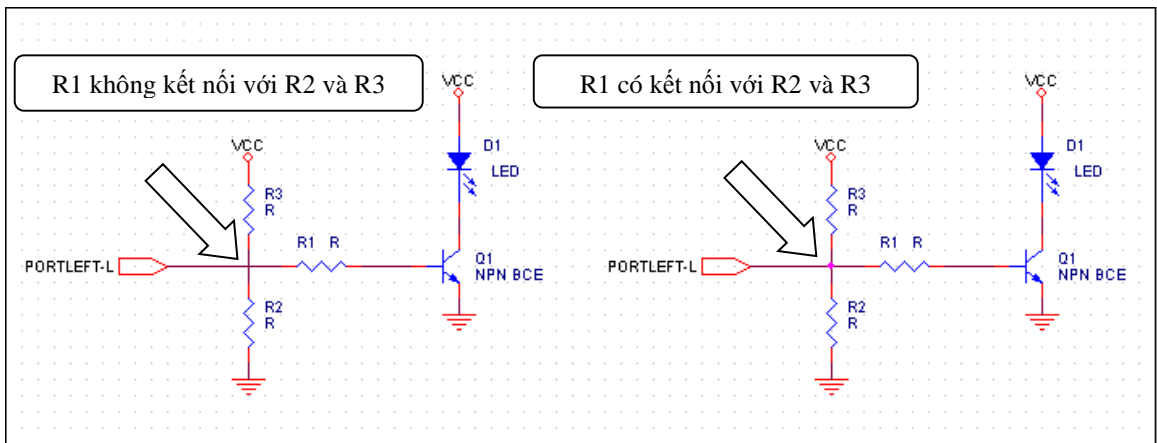 R1 không kết nối với R2 và R3
VCC
D1
LED
VCC
R3
R
R1 R
PORTLEFT-L
Q1
NPN BCE
R2
R
R1 có kết nối với R2 và R3
VCC
D1
LED
VCC
R3
R
R1 R
PORTLEFT-L
Q1
NPN BCE
R2
R